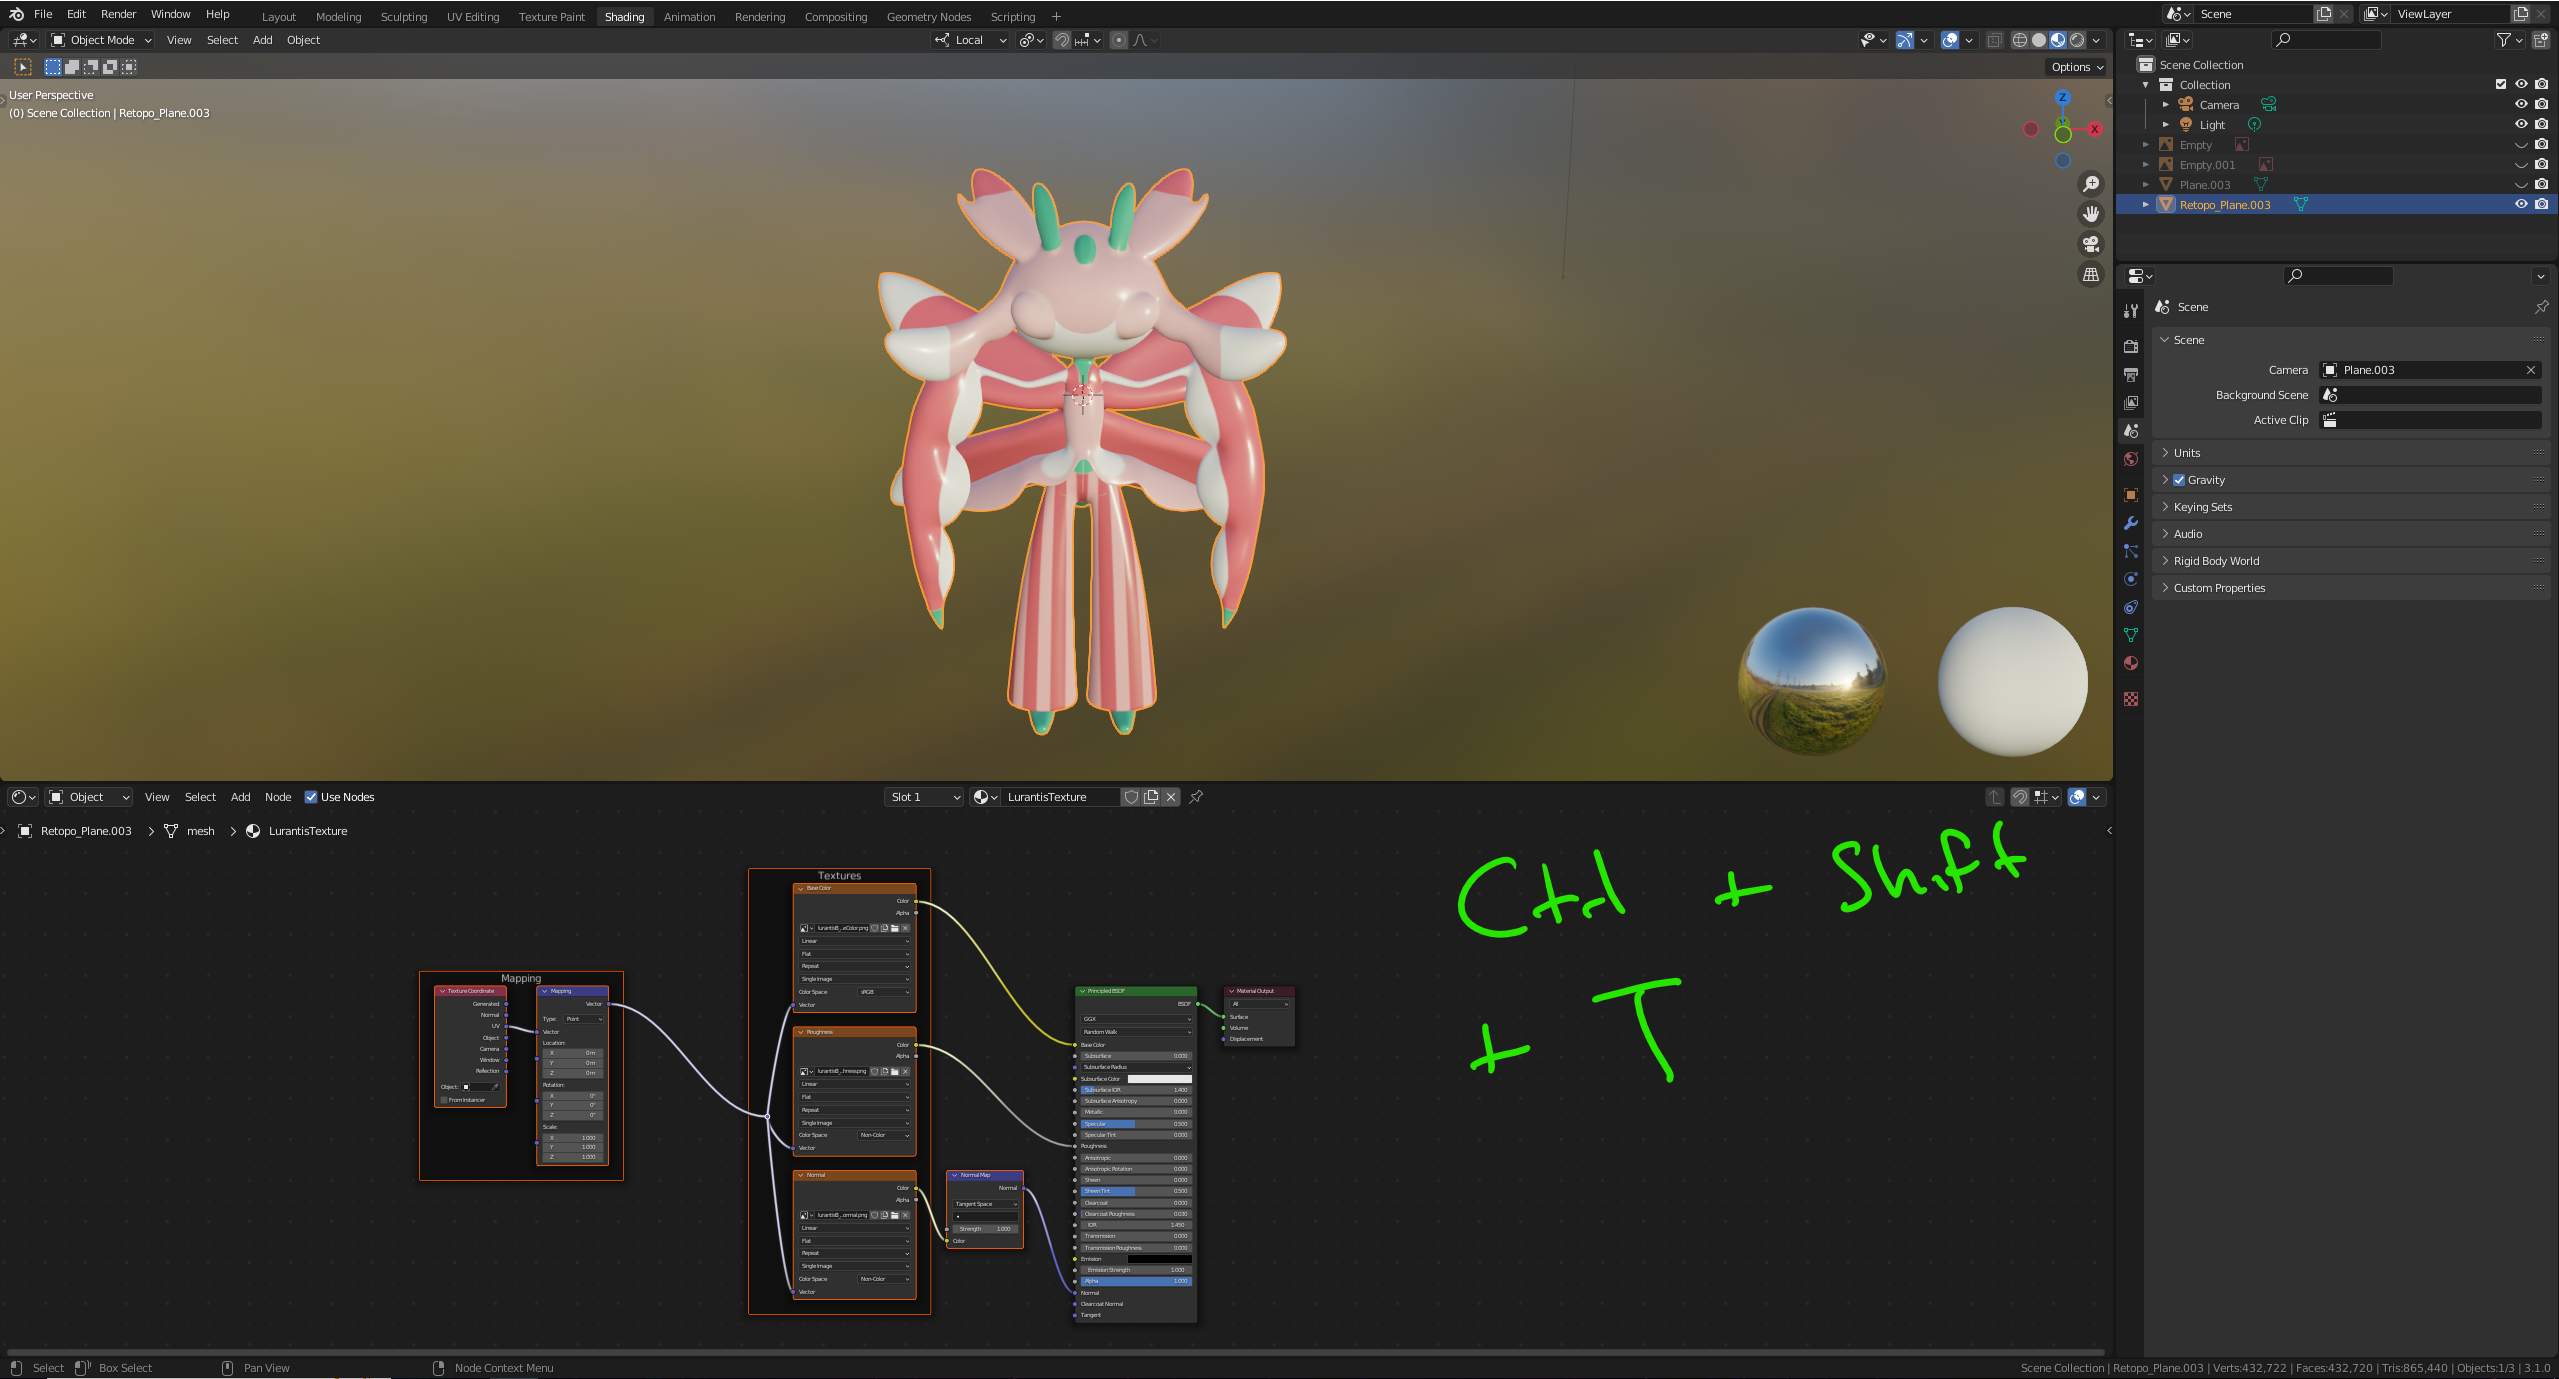 File Edit Render Window Help Layout Modeling Sculpting UV Editing Texture Paint Shading Animation Rendering Compositing Geometry Nodes Scripting + Scene ViewLayer
Object Mode View Select Add Object Local
Options
User Perspective
(0) Scene Collection | Retopo_Plane.003
Z
Y
X
Scene Collection
Collection
Camera
Light
Empty
Empty.001
Plane.003
Retopo_Plane.003
Scene
Scene
Camera Plane.003
Background Scene
Active Clip
Units
Gravity
Keying Sets
Audio
Rigid Body World
Custom Properties
Object View Select Add Node Use Nodes Slot 1 LurantisTexture
Retopo_Plane.003 > mesh > LurantisTexture
Ctrl + Shift
+ T
Mapping
Texture Coordinate
Generated
Normal
UV
Object
Camera
Window
Reflection
Object:
From Instancer
Mapping
Vector
Type: Point
Vector
Location:
X 0 m
Y 0 m
Z 0 m
Rotation:
X 0°
Y 0°
Z 0°
Scale:
X 1.000
Y 1.000
Z 1.000
Textures
Base Color
Color
Alpha
lurantisB...eColor.png
Linear
Flat
Repeat
Single Image
Color Space sRGB
Vector
Roughness
Color
Alpha
lurantisB...hness.png
Linear
Flat
Repeat
Single Image
Color Space Non-Color
Vector
Normal
Color
Alpha
lurantisB...ormal.png
Linear
Flat
Repeat
Single Image
Color Space Non-Color
Vector
Normal Map
Normal
Tangent Space
Strength 1.000
Color
Principled BSDF
BSDF
GGX
Random Walk
Base Color
Subsurface 0.000
Subsurface Radius
Subsurface Color
Subsurface IOR 1.400
Subsurface Anisotropy 0.000
Metallic 0.000
Specular 0.500
Specular Tint 0.000
Roughness
Anisotropic 0.000
Anisotropic Rotation 0.000
Sheen 0.000
Sheen Tint 0.500
Clearcoat 0.000
Clearcoat Roughness 0.030
IOR 1.450
Transmission 0.000
Transmission Roughness 0.000
Emission
Emission Strength 1.000
Alpha 1.000
Normal
Clearcoat Normal
Tangent
Material Output
All
Surface
Volume
Displacement
Select Box Select Pan View Node Context Menu Scene Collection | Retopo_Plane.003 | Verts:432,722 | Faces:432,720 | Tris:865,440 | Objects:1/3 | 3.1.0